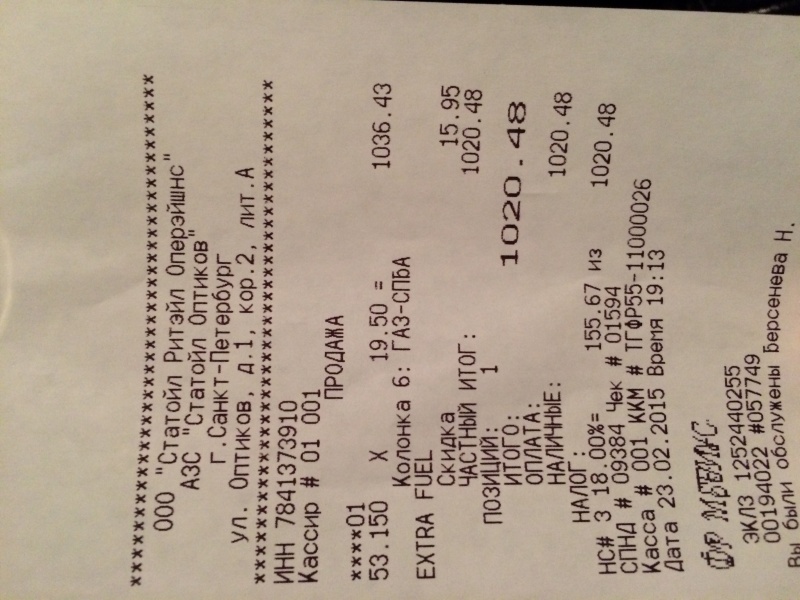 ************************************
ООО "Статойл Ритэйл Оперэйшнс"
АЗС "Статойл Оптиков"
г.Санкт-Петербург
ул. Оптиков, д.1, кор.2, лит.А
************************************
ИНН 7841373910
Кассир # 01 001
ПРОДАЖА
****01
53.150 X 19.50 = 1036.43
Колонка 6: ГАЗ-СПбА
EXTRA FUEL
Скидка 15.95
ЧАСТНЫЙ ИТОГ: 1020.48
ПОЗИЦИЙ: 1
ИТОГО: 1020.48
ОПЛАТА:
НАЛИЧНЫЕ: 1020.48
НАЛОГ:
НС# 3 18.00%= 155.67 из 1020.48
СПНД # 09384 Чек # 01594
Касса # 001 ККМ # ТГФР55-11000026
Дата 23.02.2015 Время 19:13
ФР
ЭКЛЗ 1252440255
00194022 #057749
Вы были обслужены Берсенева Н.